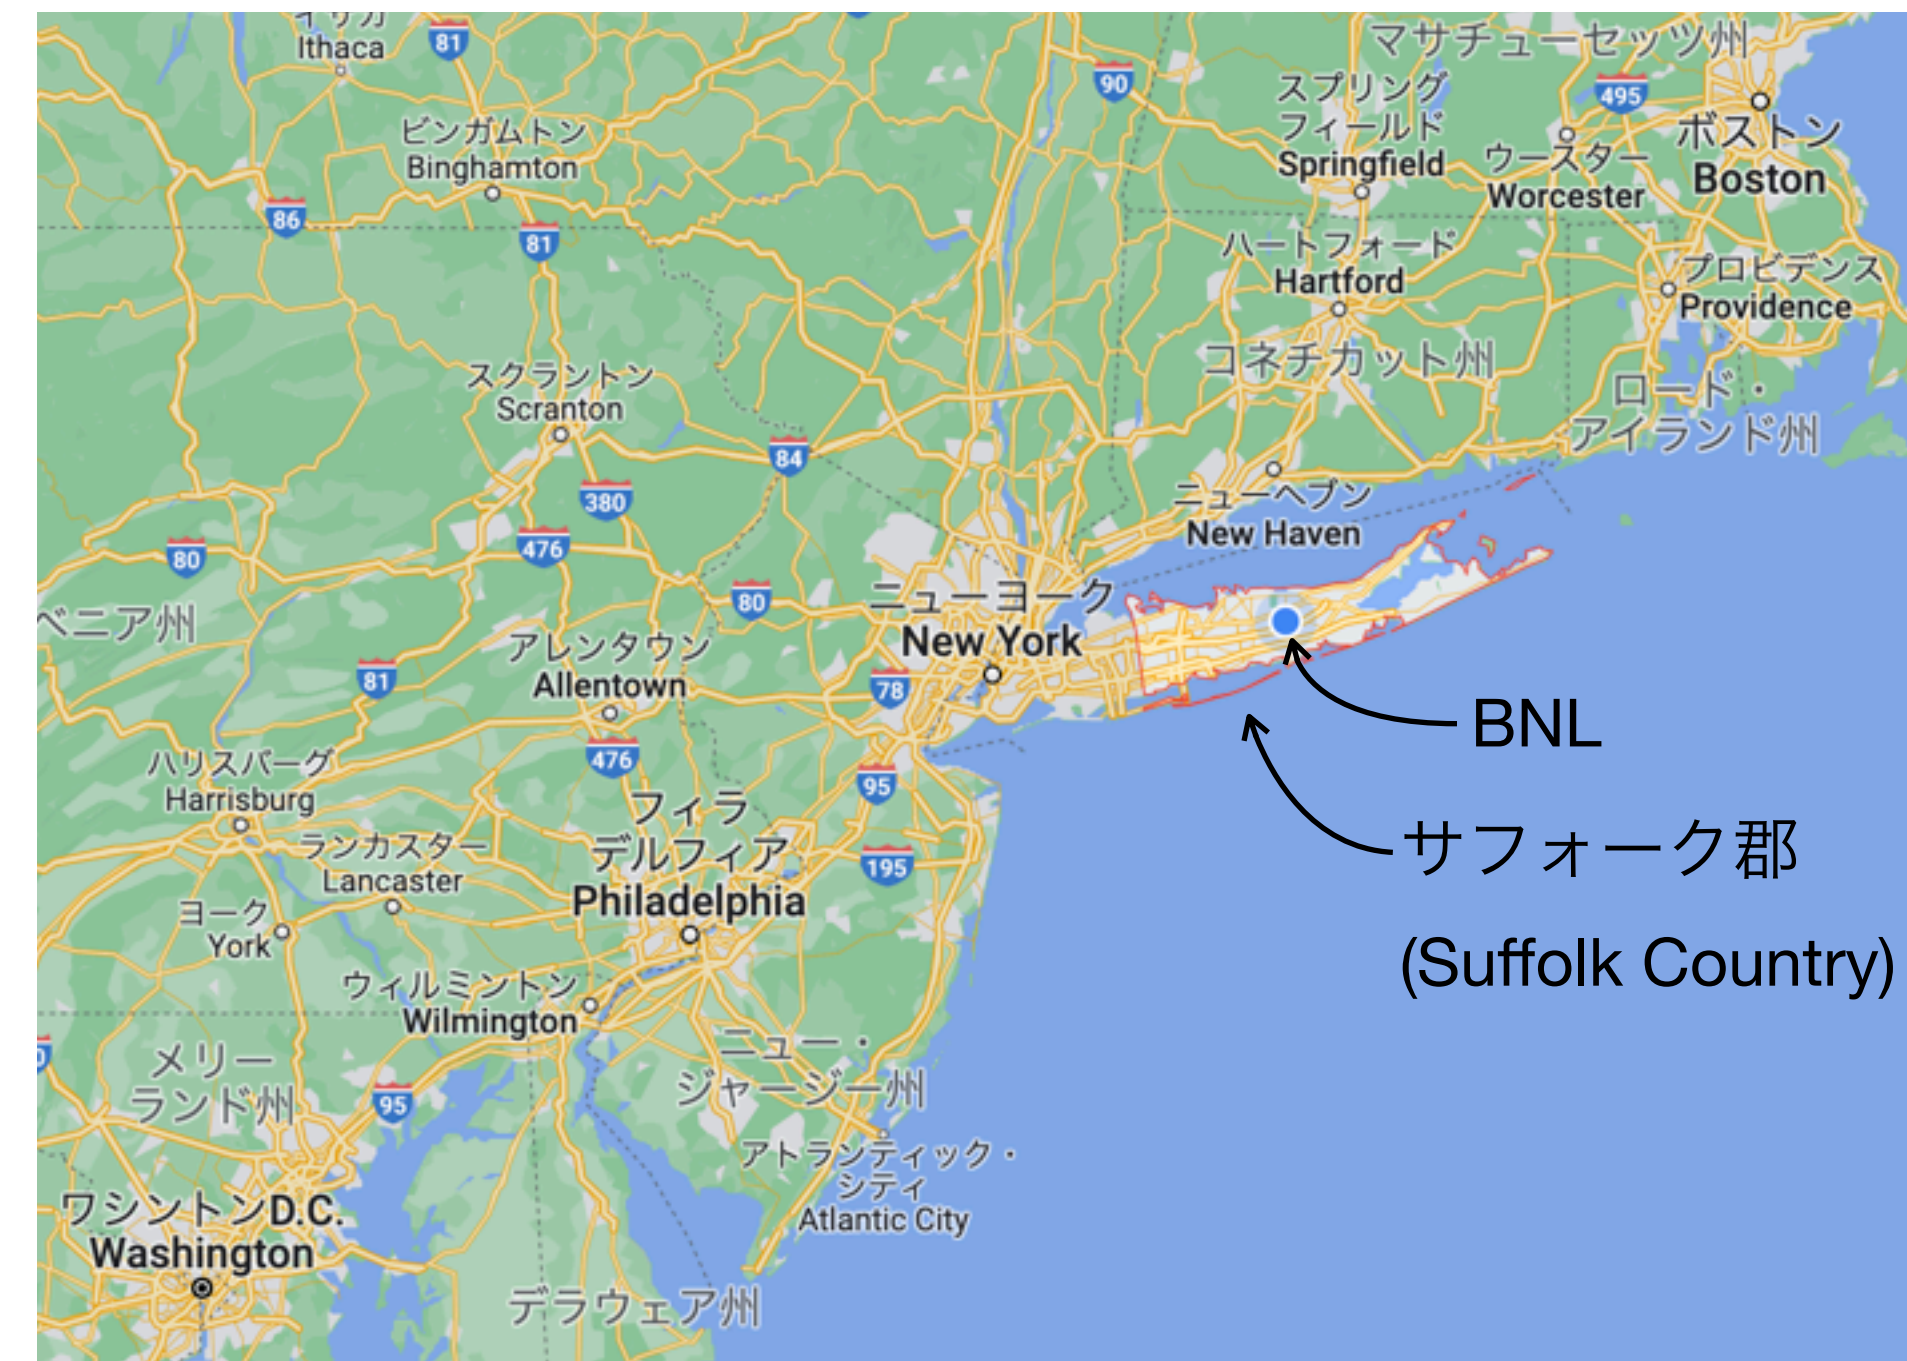 イサカ
Ithaca
81
90
マサチューセッツ州
スプリング
フィールド
Springfield
495
ボストン
Boston
ウースター
Worcester
ビンガムトン
Binghamton
86
81
ハートフォード
Hartford
プロビデンス
Providence
コネチカット州
ロード・
アイランド州
スクラントン
Scranton
84
380
ニューヘブン
New Haven
476
80
80
ニューヨーク
New York
ベニア州
アレンタウン
Allentown
81
78
BNL
476
95
ハリスバーグ
Harrisburg
フィラ
デルフィア
Philadelphia
195
サフォーク郡
(Suffolk Country)
ランカスター
Lancaster
ヨーク
York
ウィルミントン
Wilmington
メリー
ランド州
95
ニュー・
ジャージー州
アトランティック・
シティ
Atlantic City
ワシントンD.C.
Washington
デラウェア州